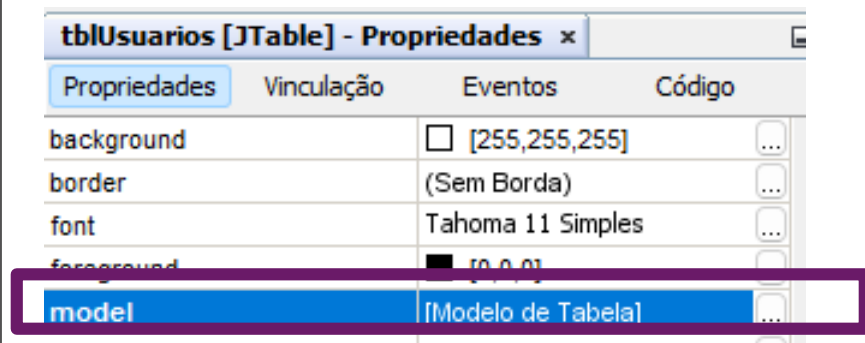 tblUsuarios [JTable] - Propriedades ×
Propriedades Vinculação Eventos Código
background [255,255,255] ...
border (Sem Borda) ...
font Tahoma 11 Simples ...
foreground [0,0,0] ...
model [Modelo de Tabela] ...